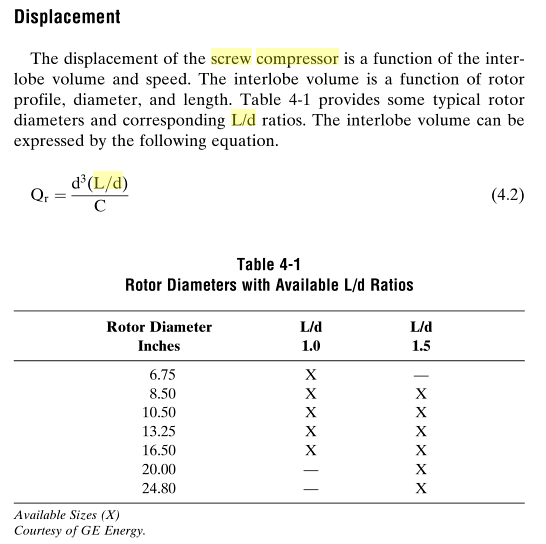 Displacement
The displacement of the screw compressor is a function of the inter-
lobe volume and speed. The interlobe volume is a function of rotor
profile, diameter, and length. Table 4-1 provides some typical rotor
diameters and corresponding L/d ratios. The interlobe volume can be
expressed by the following equation.
Qr = d³(L/d) / C (4.2)
Table 4-1
Rotor Diameters with Available L/d Ratios
Rotor Diameter L/d L/d
Inches 1.0 1.5
6.75 X —
8.50 X X
10.50 X X
13.25 X X
16.50 X X
20.00 — X
24.80 — X
Available Sizes (X)
Courtesy of GE Energy.